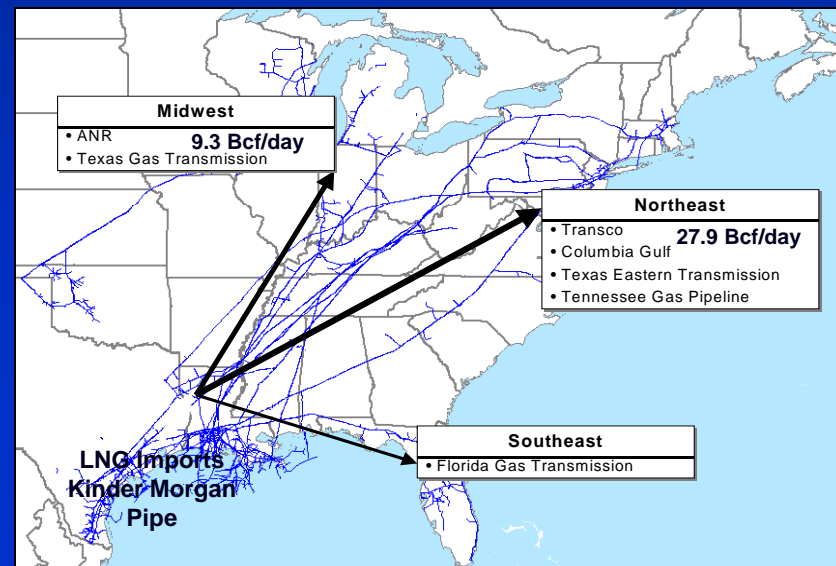 Midwest
• ANR 9.3 Bcf/day
• Texas Gas Transmission
Northeast
• Transco 27.9 Bcf/day
• Columbia Gulf
• Texas Eastern Transmission
• Tennessee Gas Pipeline
Southeast
• Florida Gas Transmission
LNG Imports
Kinder Morgan
Pipe